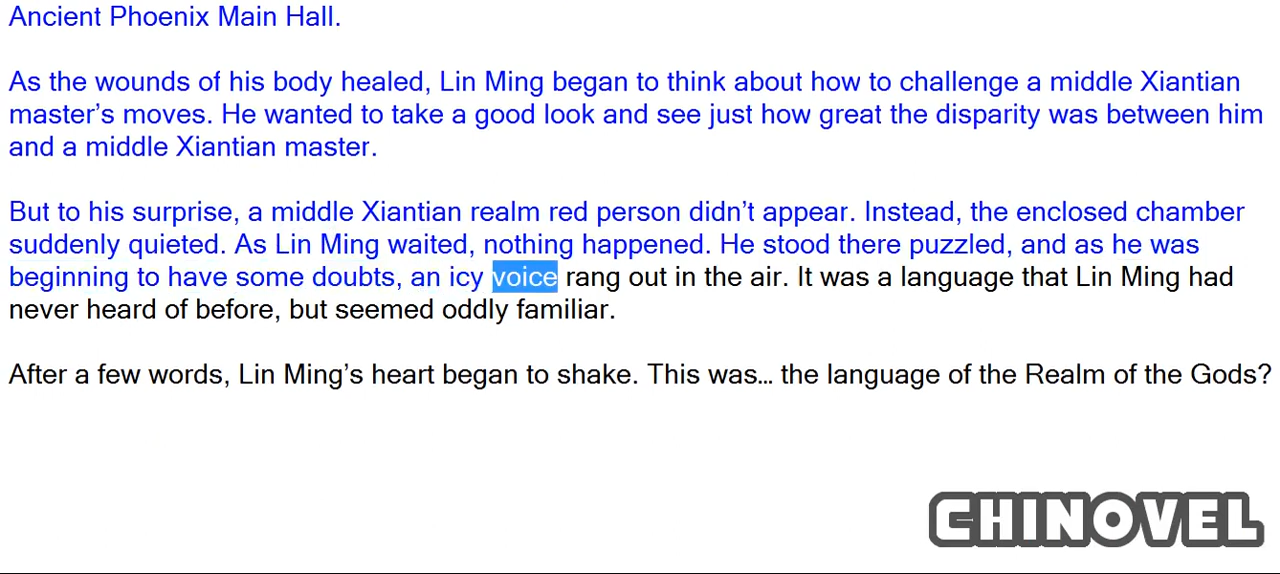 Ancient Phoenix Main Hall.
As the wounds of his body healed, Lin Ming began to think about how to challenge a middle Xiantian
master’s moves. He wanted to take a good look and see just how great the disparity was between him
and a middle Xiantian master.
But to his surprise, a middle Xiantian realm red person didn’t appear. Instead, the enclosed chamber
suddenly quieted. As Lin Ming waited, nothing happened. He stood there puzzled, and as he was
beginning to have some doubts, an icy voice rang out in the air. It was a language that Lin Ming had
never heard of before, but seemed oddly familiar.
After a few words, Lin Ming’s heart began to shake. This was… the language of the Realm of the Gods?
CHINOVEL